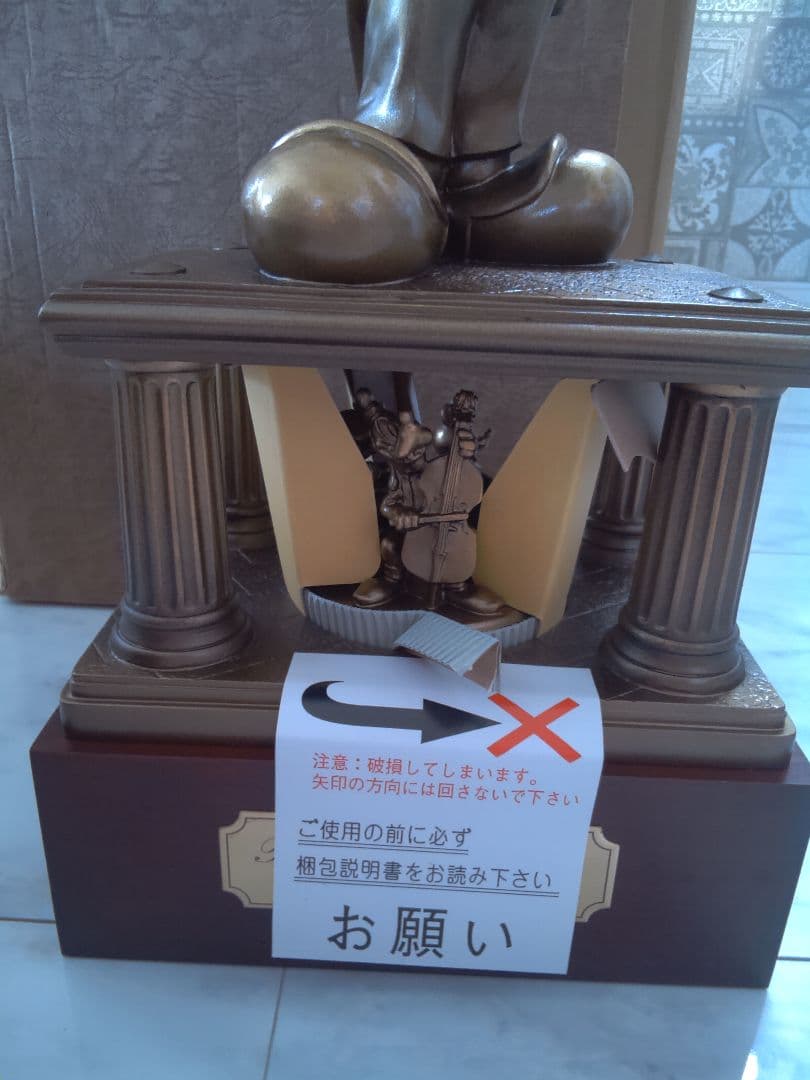 注意：破損してしまいます。
矢印の方向には回さないで下さい
ご使用の前に必ず
梱包説明書をお読み下さい
お願い